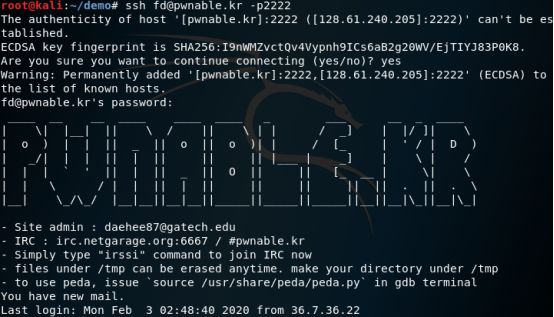 root@kali:~/demo# ssh fd@pwnable.kr -p2222
The authenticity of host '[pwnable.kr]:2222 ([128.61.240.205]:2222)' can't be es
tablished.
ECDSA key fingerprint is SHA256:I9nWMZvctQv4Vypnh9ICs6aB2g20WV/EjTIYJ83P0K8.
Are you sure you want to continue connecting (yes/no)? yes
Warning: Permanently added '[pwnable.kr]:2222,[128.61.240.205]:2222' (ECDSA) to
the list of known hosts.
fd@pwnable.kr's password:
PWNABLE.KR
- Site admin : daehee87@gatech.edu
- IRC : irc.netgarage.org:6667 / #pwnable.kr
- Simply type "irssi" command to join IRC now
- files under /tmp can be erased anytime. make your directory under /tmp
- to use peda, issue `source /usr/share/peda/peda.py` in gdb terminal
You have new mail.
Last login: Mon Feb  3 02:48:40 2020 from 36.7.36.22